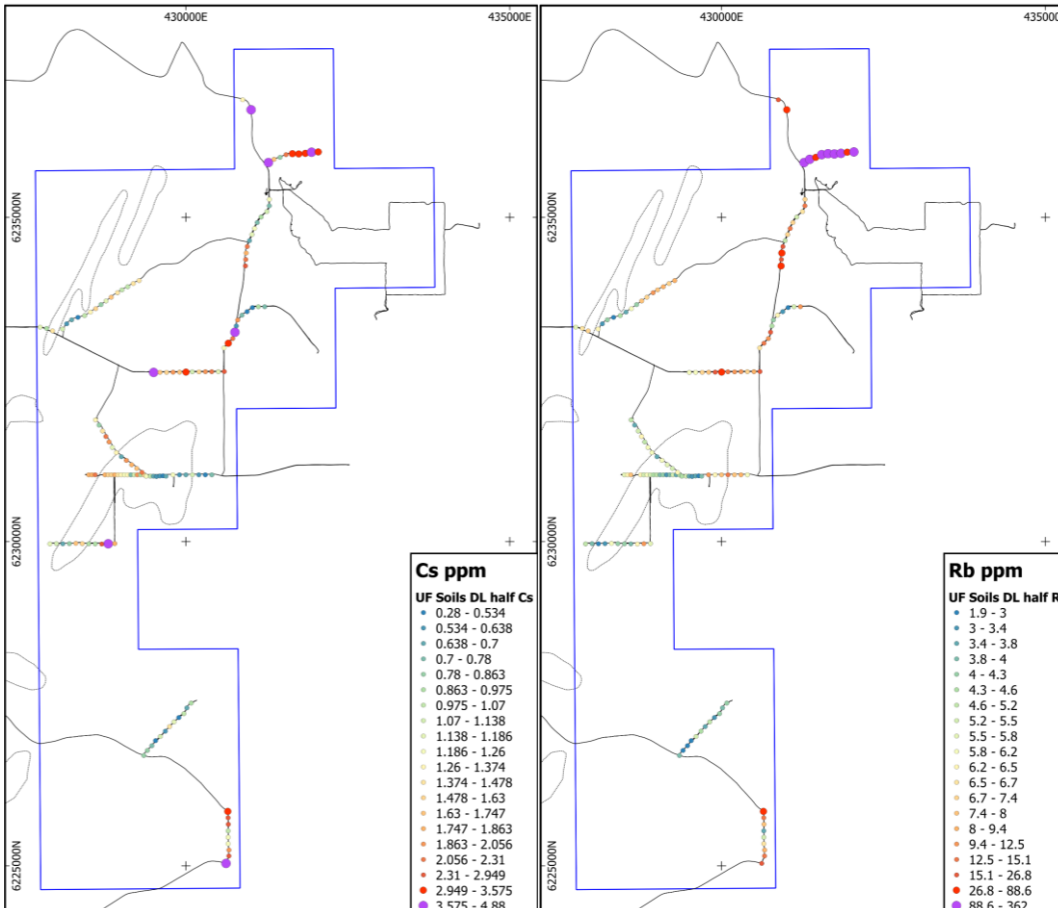 430000E
435000E
430000E
43500
6235000N
6230000N
6225000N
6235000N
6230000N
6225000N
Cs ppm
UF Soils DL half Cs
0.28 - 0.534
0.534 - 0.638
0.638 - 0.7
0.7 - 0.78
0.78 - 0.863
0.863 - 0.975
0.975 - 1.07
1.07 - 1.138
1.138 - 1.186
1.186 - 1.26
1.26 - 1.374
1.374 - 1.478
1.478 - 1.63
1.63 - 1.747
1.747 - 1.863
1.863 - 2.056
2.056 - 2.31
2.31 - 2.949
2.949 - 3.575
3.575 - 4.88
Rb ppm
UF Soils DL half R
1.9 - 3
3 - 3.4
3.4 - 3.8
3.8 - 4
4 - 4.3
4.3 - 4.6
4.6 - 5.2
5.2 - 5.5
5.5 - 5.8
5.8 - 6.2
6.2 - 6.5
6.5 - 6.7
6.7 - 7.4
7.4 - 8
8 - 9.4
9.4 - 12.5
12.5 - 15.1
15.1 - 26.8
26.8 - 88.6
88.6 - 362